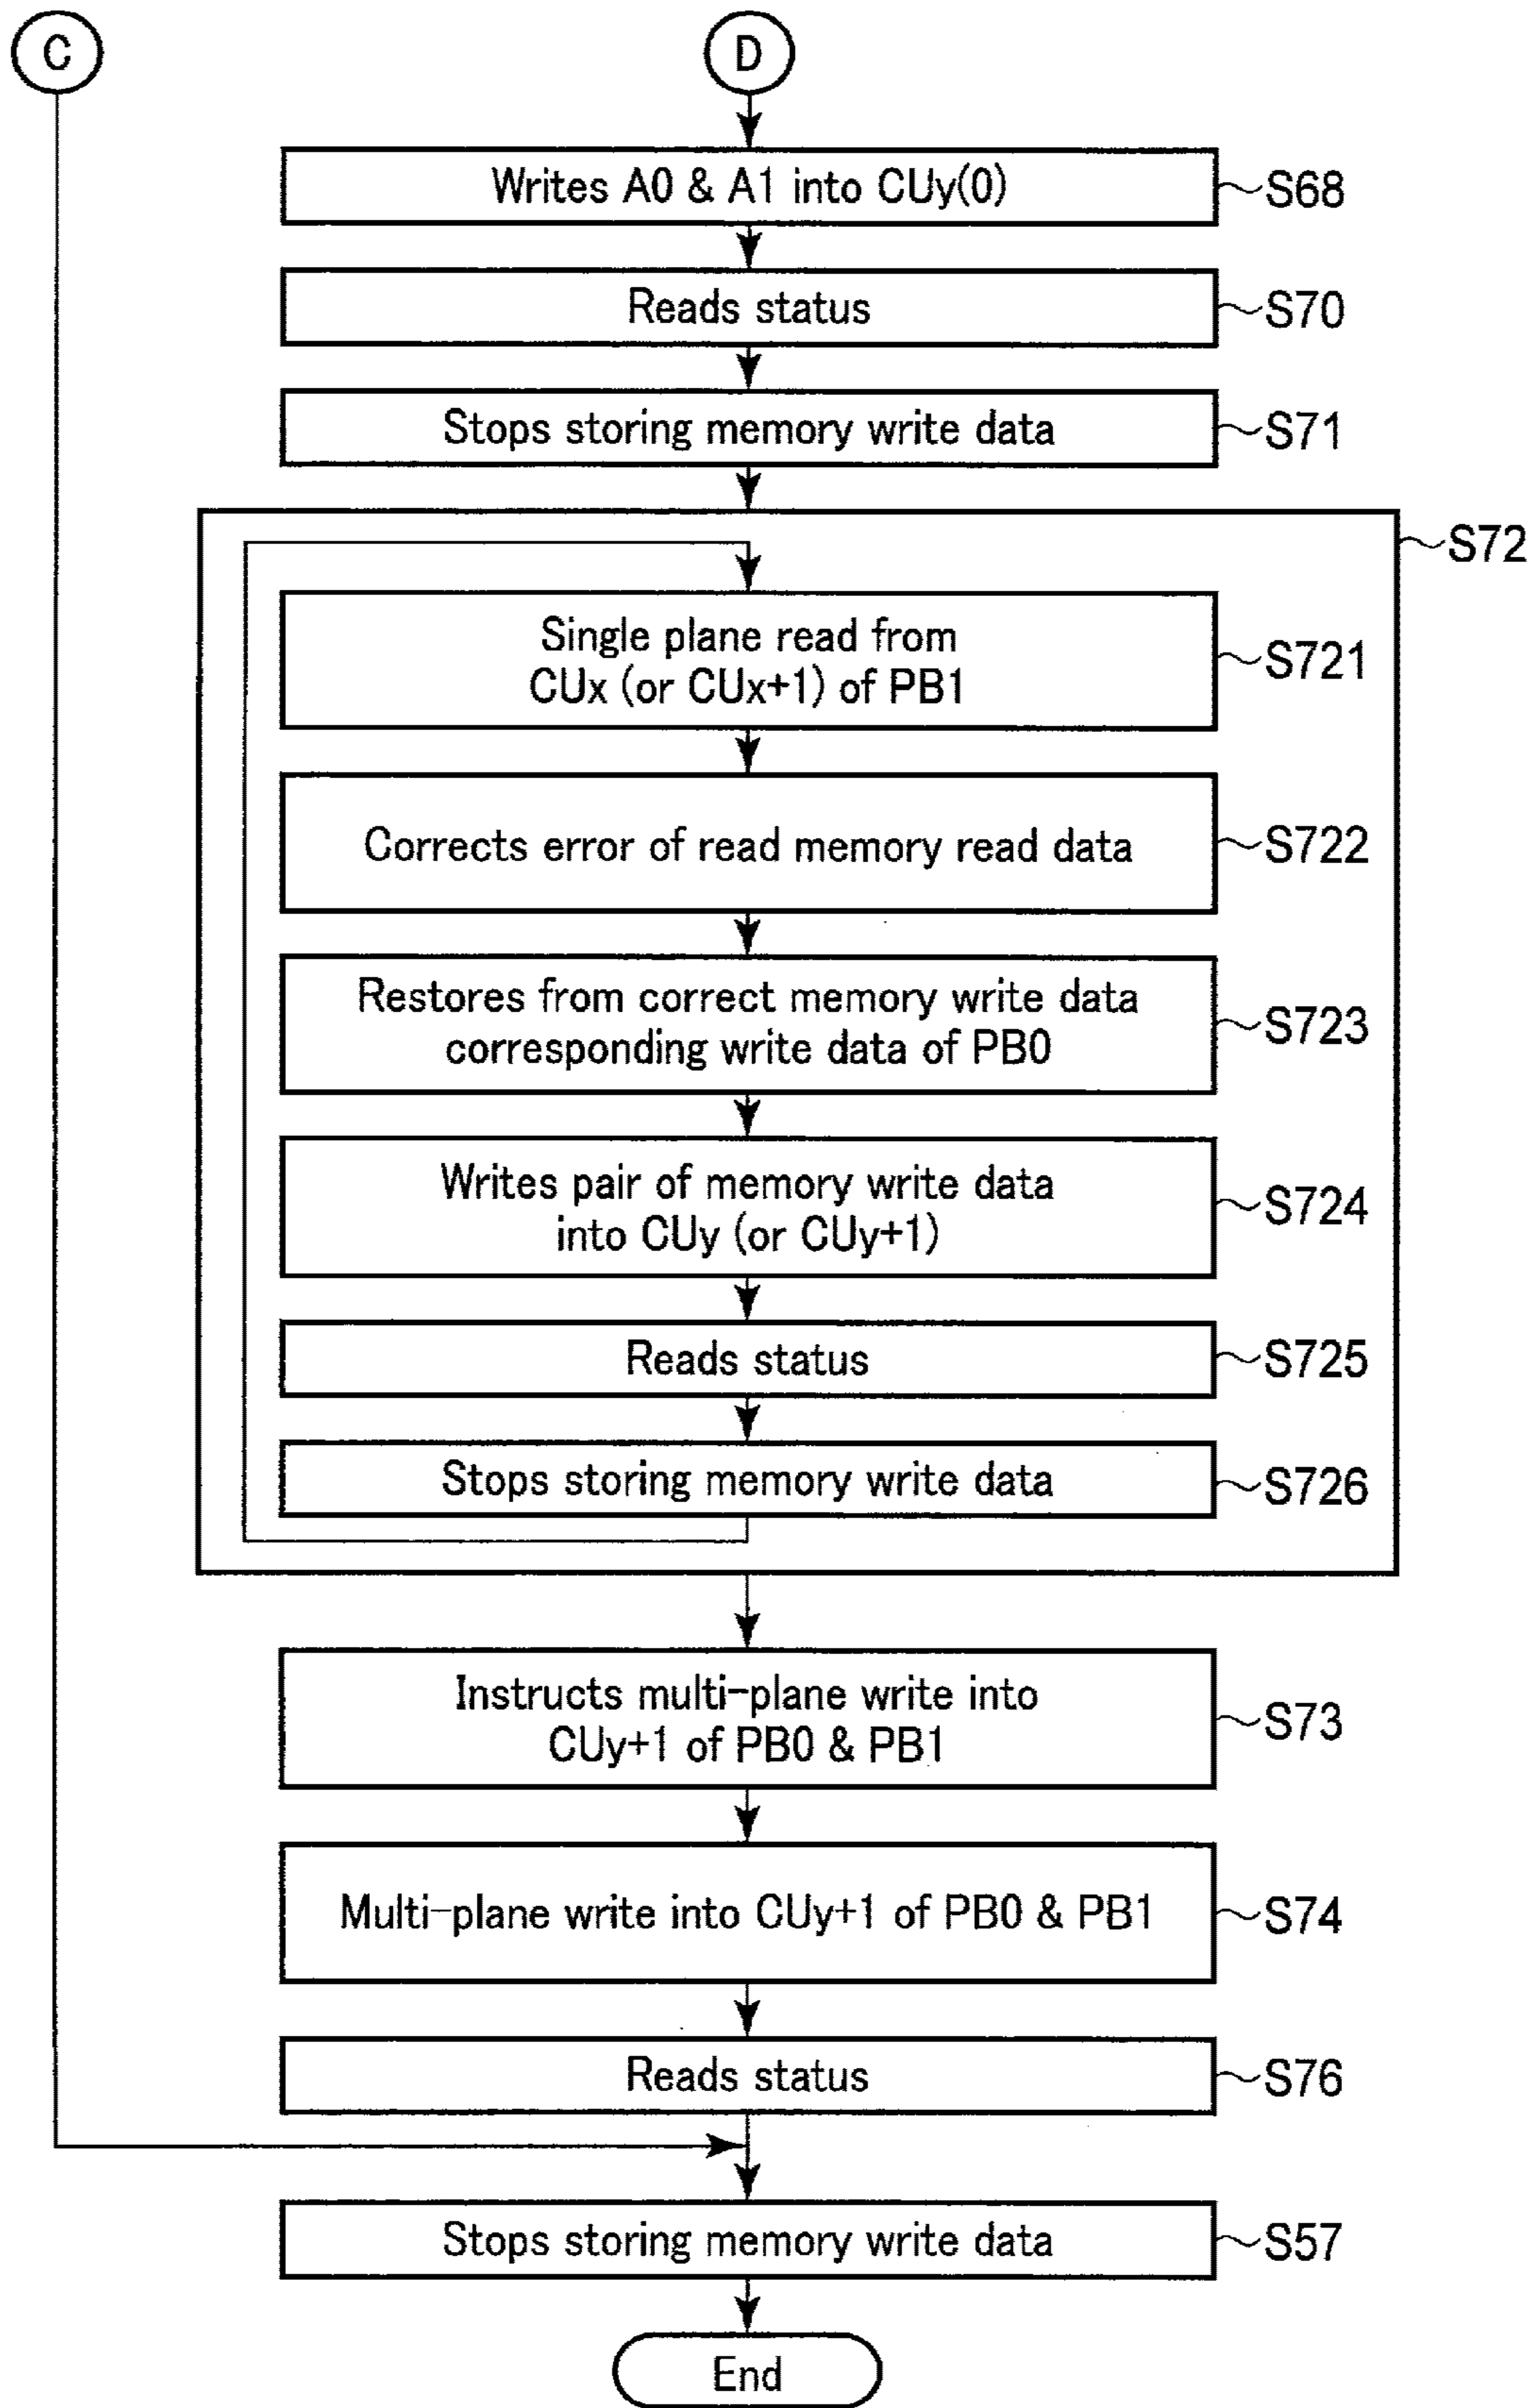 C
D
Writes A0 & A1 into CUy(0)
S68
Reads status
S70
Stops storing memory write data
S71
S72
Single plane read from
CUx (or CUx+1) of PB1
S721
Corrects error of read memory read data
S722
Restores from correct memory write data
corresponding write data of PB0
S723
Writes pair of memory write data
into CUy (or CUy+1)
S724
Reads status
S725
Stops storing memory write data
S726
Instructs multi-plane write into
CUy+1 of PB0 & PB1
S73
Multi-plane write into CUy+1 of PB0 & PB1
S74
Reads status
S76
Stops storing memory write data
S57
End